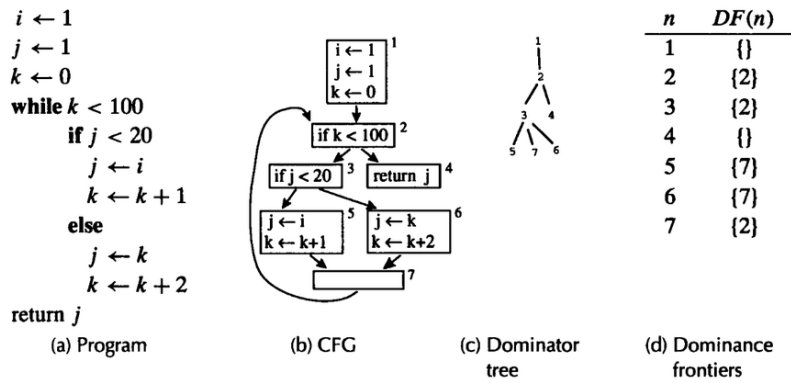 i ← 1
j ← 1
k ← 0
while k < 100
if j < 20
j ← i
k ← k + 1
else
j ← k
k ← k + 2
return j
(a) Program
1
i ← 1
j ← 1
k ← 0
if k < 100 2
if j < 20 3
return j 4
5
j ← i
k ← k+1
6
j ← k
k ← k+2
7
(b) CFG
1
2
3 4
5 7 6
(c) Dominator
tree
n DF(n)
1 {}
2 {2}
3 {2}
4 {}
5 {7}
6 {7}
7 {2}
(d) Dominance
frontiers